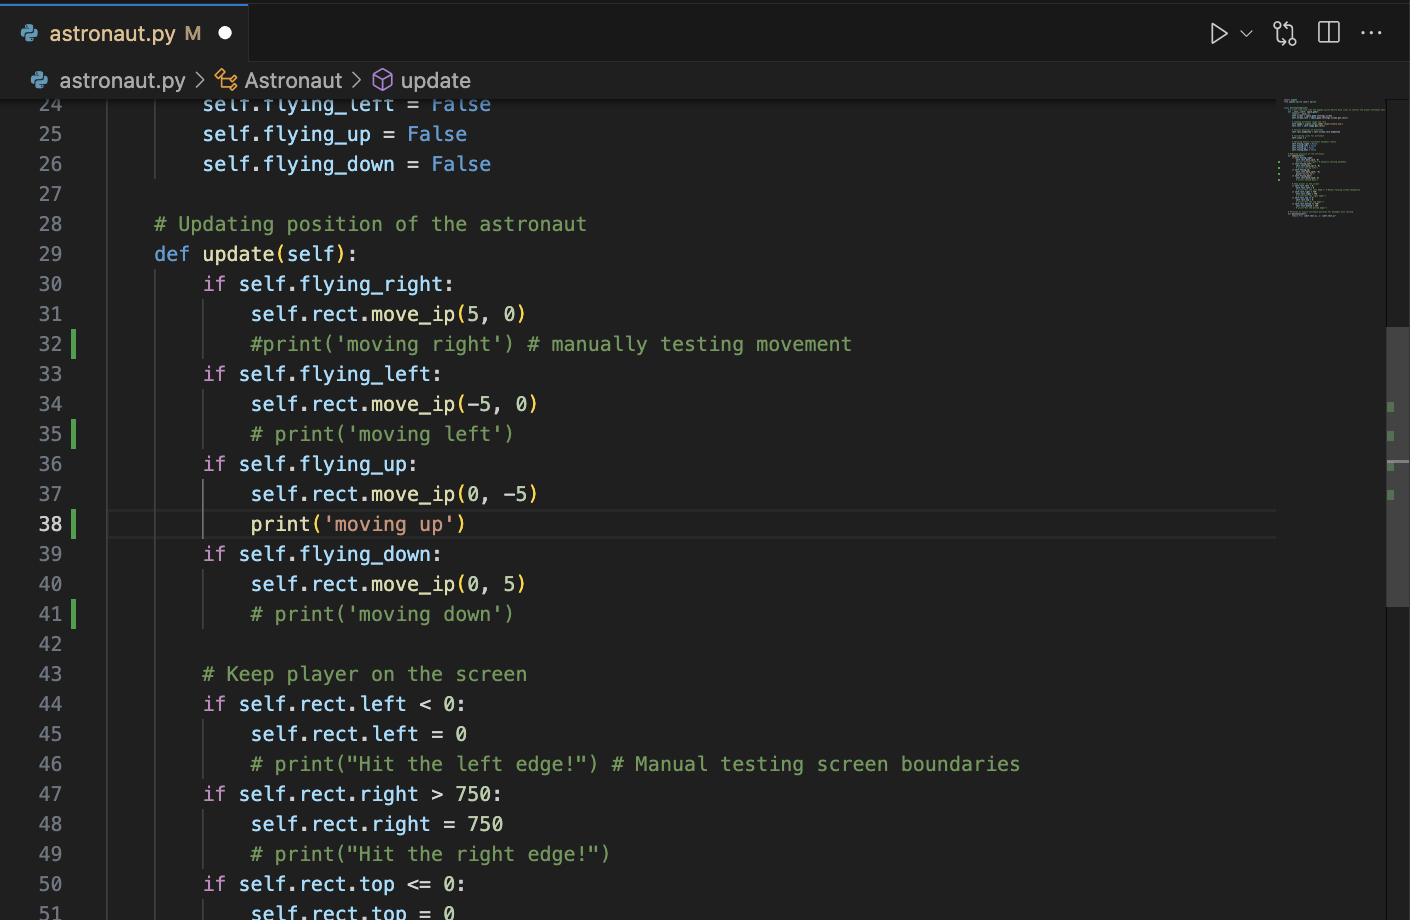 astronaut.py M
astronaut.py > Astronaut > update
24 self.flying_left = False
25 self.flying_up = False
26 self.flying_down = False
27
28 # Updating position of the astronaut
29 def update(self):
30 if self.flying_right:
31 self.rect.move_ip(5, 0)
32 #print('moving right') # manually testing movement
33 if self.flying_left:
34 self.rect.move_ip(-5, 0)
35 # print('moving left')
36 if self.flying_up:
37 self.rect.move_ip(0, -5)
38 print('moving up')
39 if self.flying_down:
40 self.rect.move_ip(0, 5)
41 # print('moving down')
42
43 # Keep player on the screen
44 if self.rect.left < 0:
45 self.rect.left = 0
46 # print("Hit the left edge!") # Manual testing screen boundaries
47 if self.rect.right > 750:
48 self.rect.right = 750
49 # print("Hit the right edge!")
50 if self.rect.top <= 0:
51 self.rect.top = 0